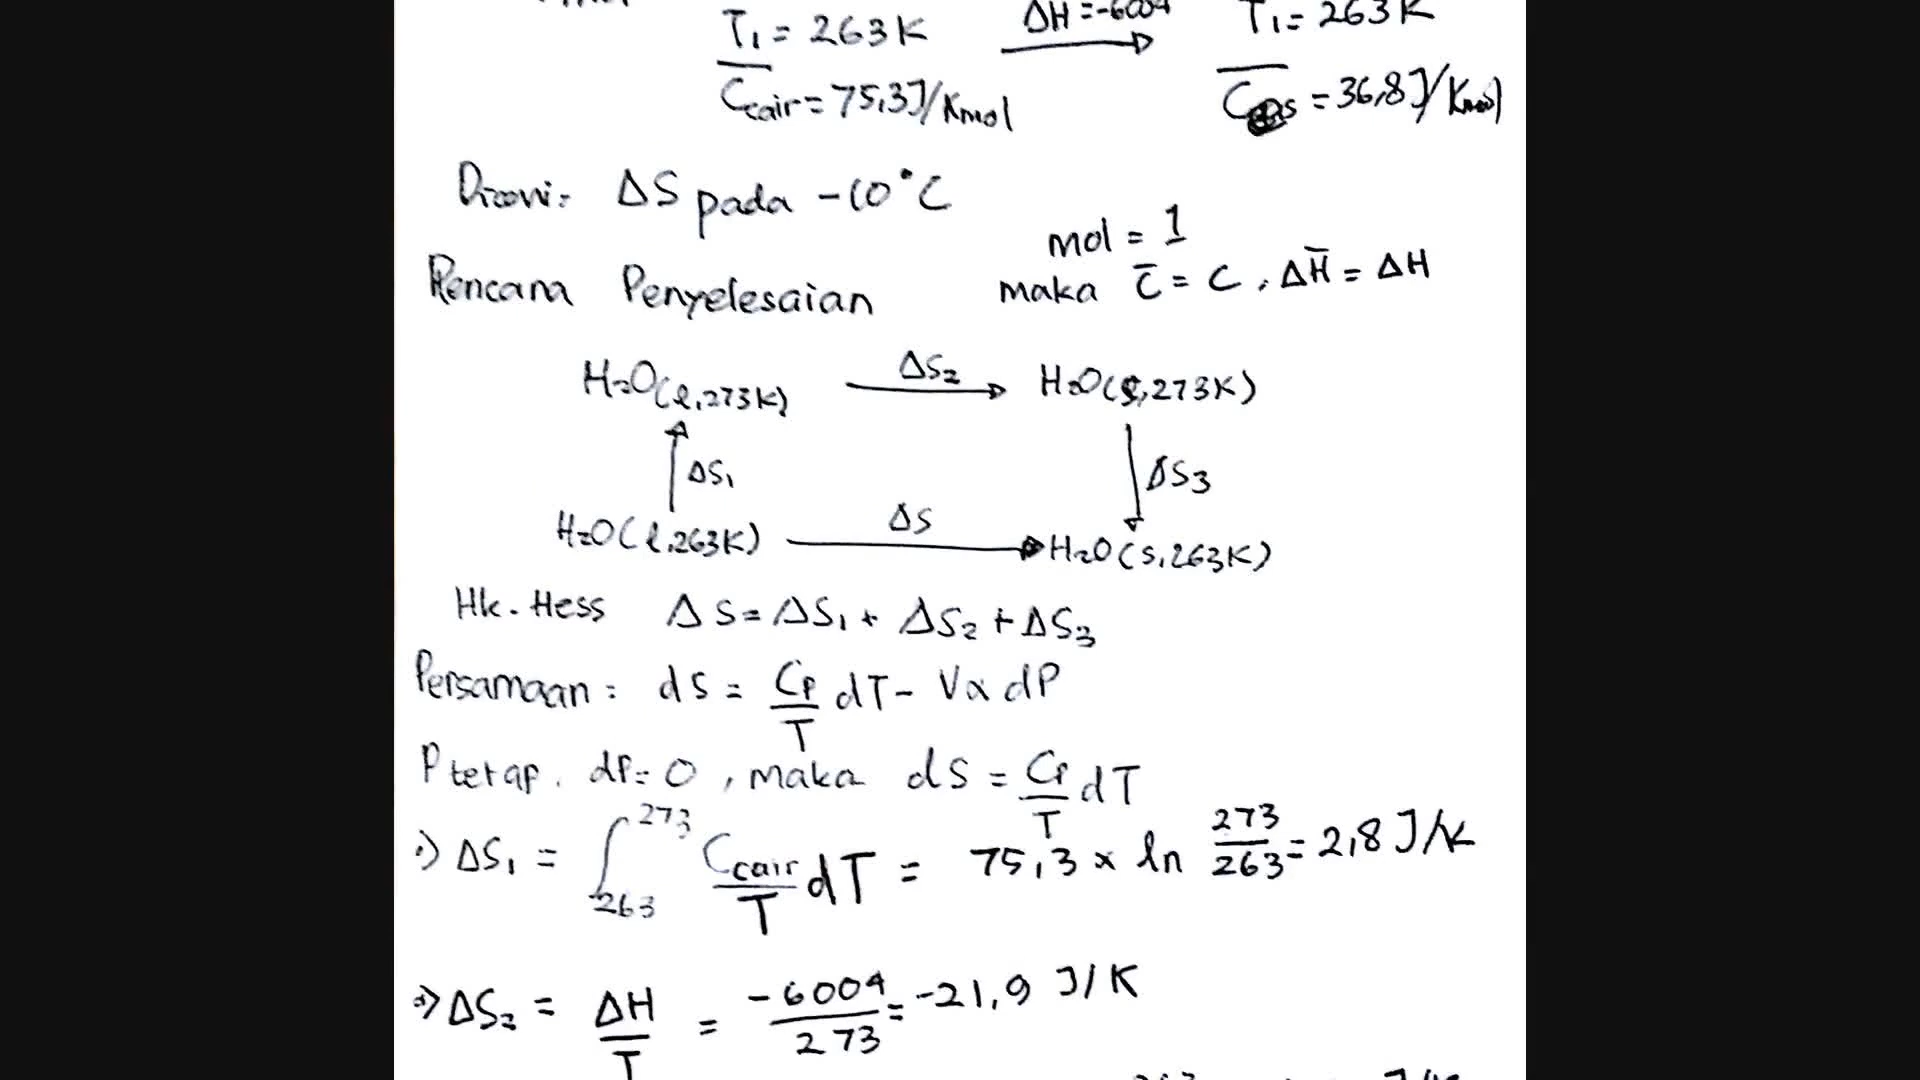 T₁ = 263K ΔH = -6004 T₁ = 263K
C̅cair = 75,3 J/Kmol = 36,8 J/Kmol
ΔS pada -10°C
mol = 1
Rencana Penyelesaian maka C̅ = C, ΔH̅ = ΔH
H₂O(l,273K) ΔS₂ H₂O(s,273K)
ΔS₁ ΔS₃
H₂O(l,263K) ΔS H₂O(s,263K)
Hk. Hess ΔS = ΔS₁ + ΔS₂ + ΔS₃
Persamaan: dS = Cp/T dT - Vα dP
P tetap. dP = 0, maka dS = Cp/T dT
ΔS₁ = ∫₂₆₃²⁷³ Ccair/T dT = 75,3 × ln 273/263 = 2,8 J/K
ΔS₂ = ΔH/T = -6004/273 = -21,9 J/K